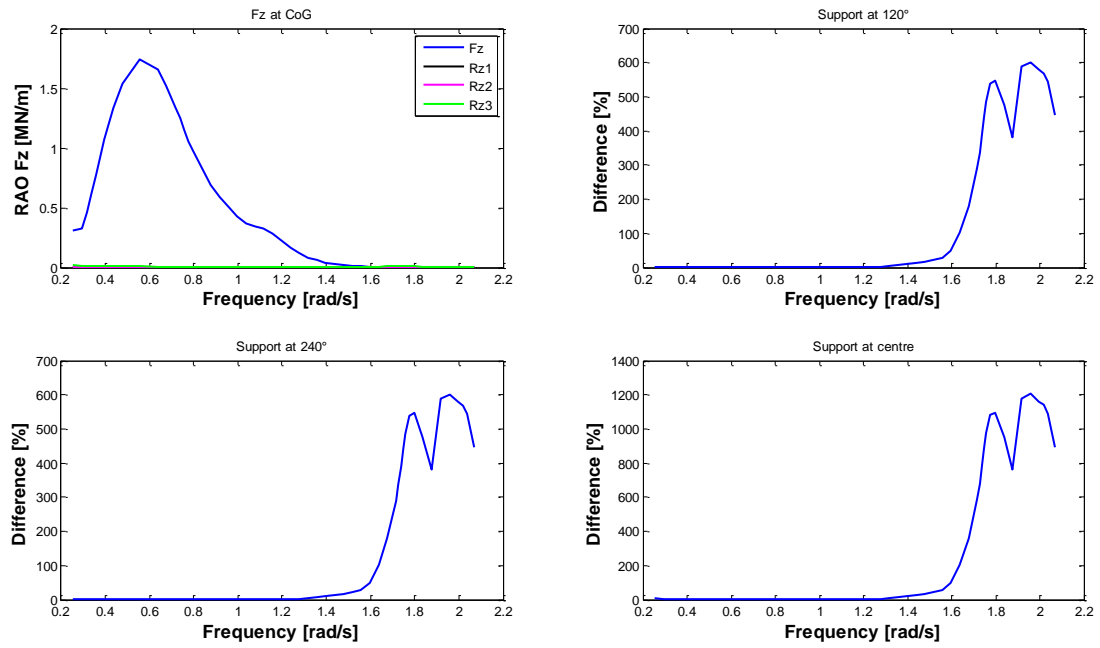 Fz at CoG
RAO Fz [MN/m]
2
1.5
1
0.5
0
Fz
Rz1
Rz2
Rz3
0.2 0.4 0.6 0.8 1 1.2 1.4 1.6 1.8 2 2.2
Frequency [rad/s]
Support at 120°
Difference [%]
700
600
500
400
300
200
100
0
0.2 0.4 0.6 0.8 1 1.2 1.4 1.6 1.8 2 2.2
Frequency [rad/s]
Support at 240°
Difference [%]
700
600
500
400
300
200
100
0
0.2 0.4 0.6 0.8 1 1.2 1.4 1.6 1.8 2 2.2
Frequency [rad/s]
Support at centre
Difference [%]
1400
1200
1000
800
600
400
200
0
0.2 0.4 0.6 0.8 1 1.2 1.4 1.6 1.8 2 2.2
Frequency [rad/s]